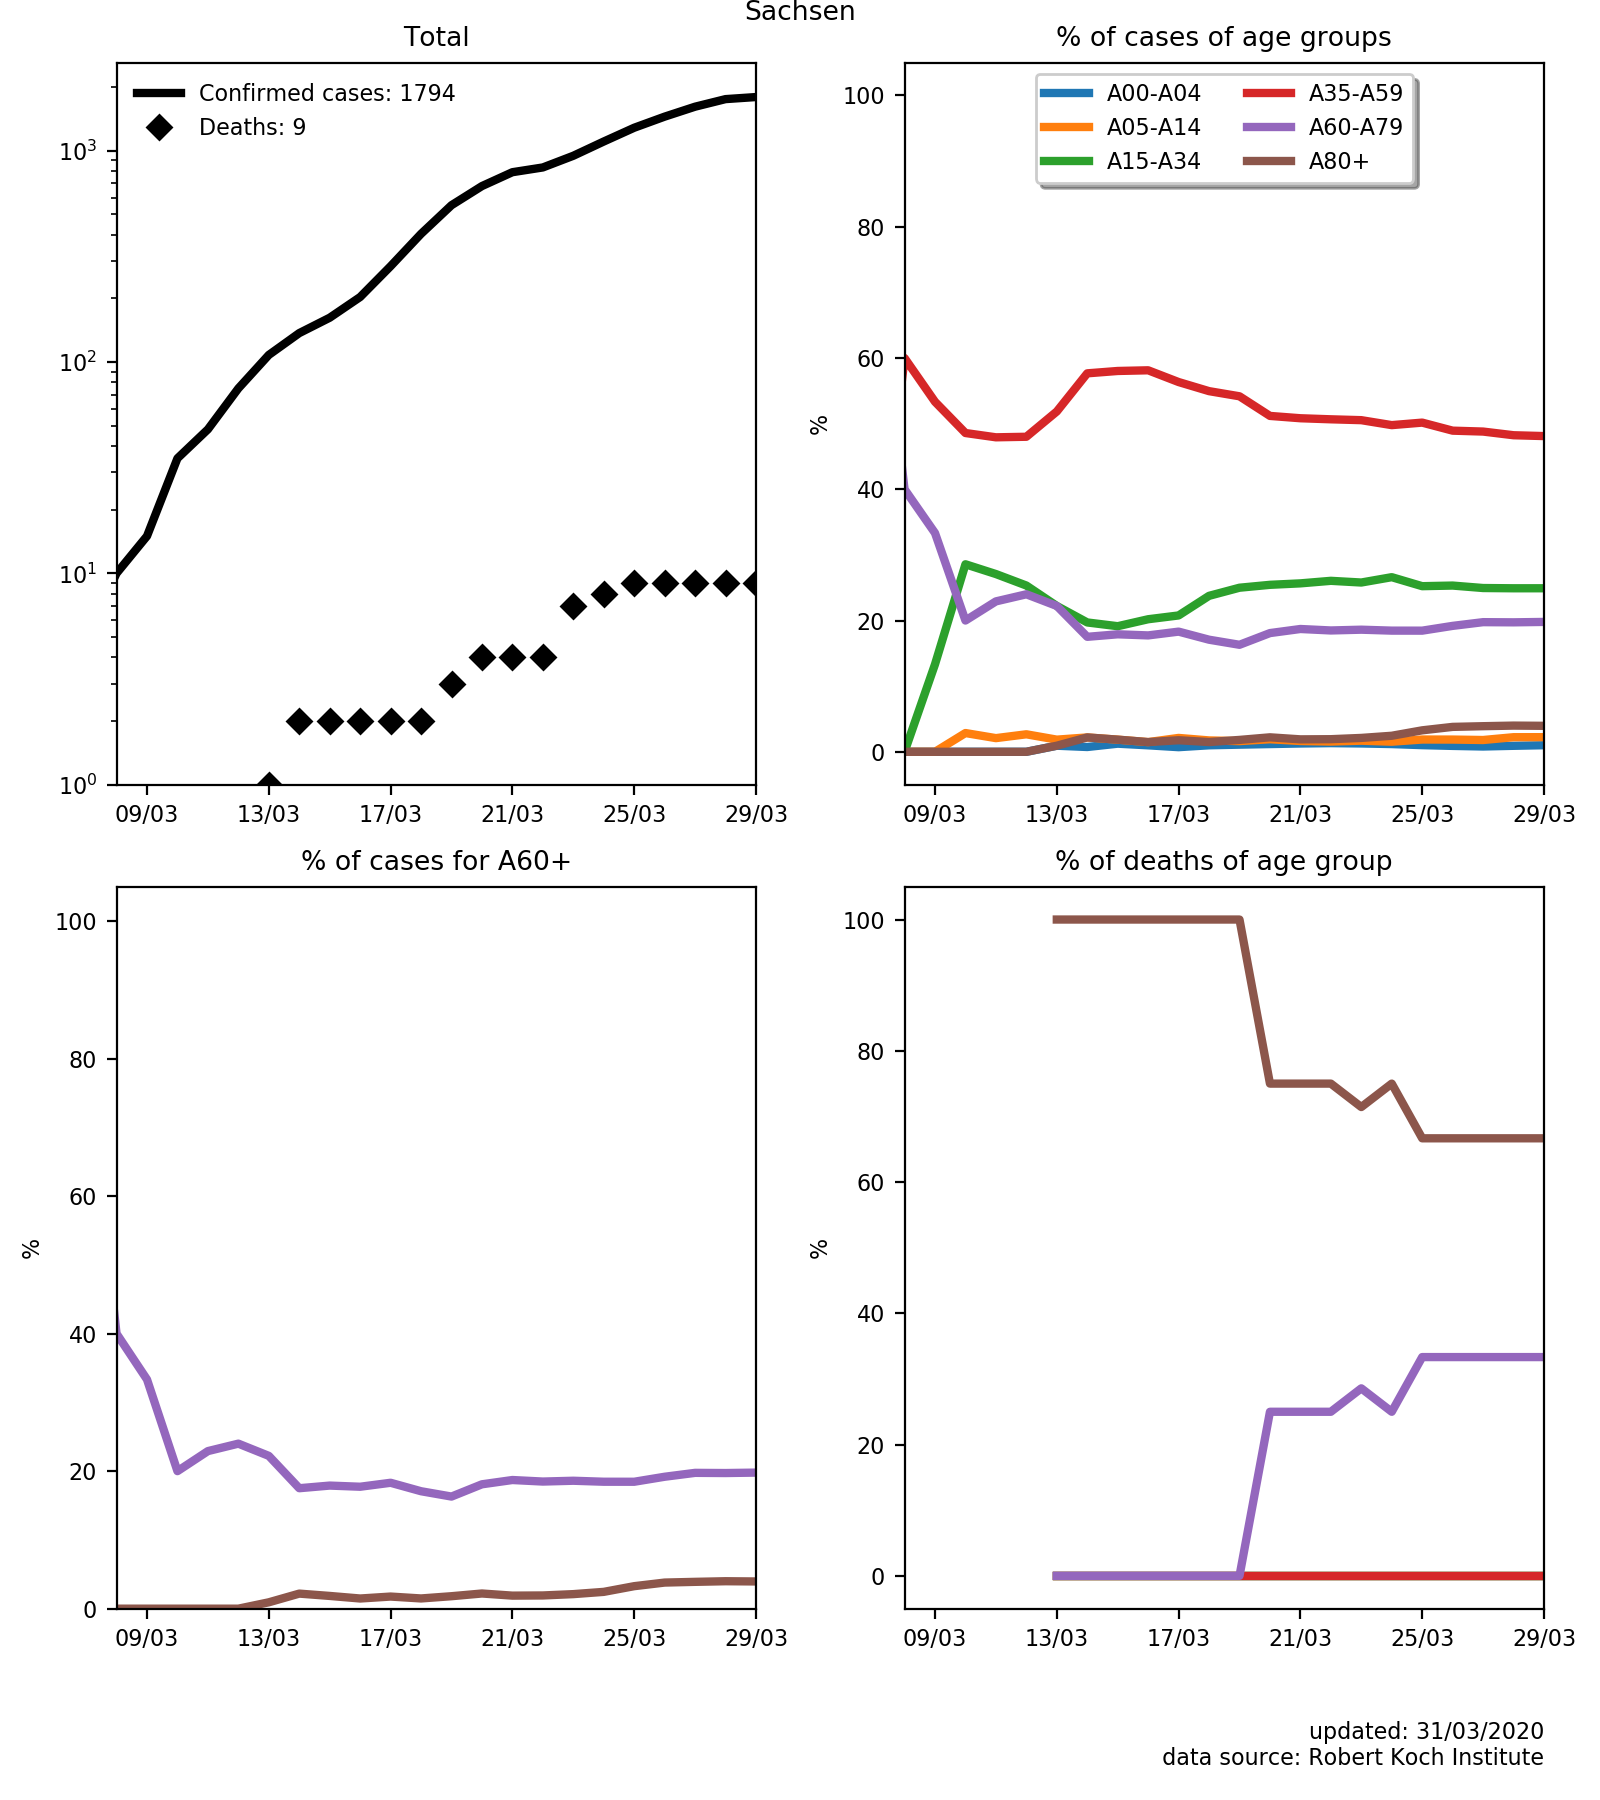 Sachsen
Total
Confirmed cases: 1794
Deaths: 9
10³
10²
10¹
10⁰
09/03 13/03 17/03 21/03 25/03 29/03
% of cases of age groups
A00-A04 A35-A59
A05-A14 A60-A79
A15-A34 A80+
100
80
60
40
20
0
%
09/03 13/03 17/03 21/03 25/03 29/03
% of cases for A60+
100
80
60
40
20
0
%
09/03 13/03 17/03 21/03 25/03 29/03
% of deaths of age group
100
80
60
40
20
0
%
09/03 13/03 17/03 21/03 25/03 29/03
updated: 31/03/2020
data source: Robert Koch Institute